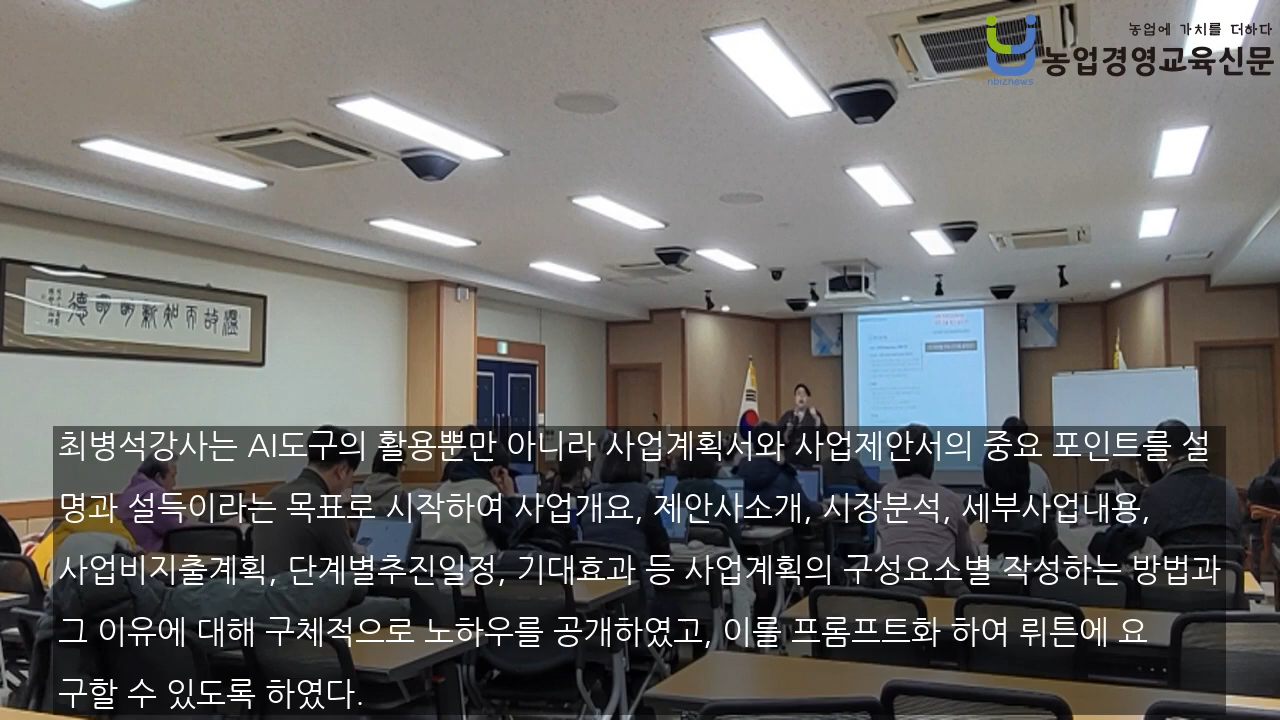 농업에 가치를 더하다
농업경영교육신문
nbiznews
최병석강사는 AI도구의 활용뿐만 아니라 사업계획서와 사업제안서의 중요 포인트를 설
명과 설득이라는 목표로 시작하여 사업개요, 제안사소개, 시장분석, 세부사업내용,
사업비지출계획, 단계별추진일정, 기대효과 등 사업계획의 구성요소별 작성하는 방법과
그 이유에 대해 구체적으로 노하우를 공개하였고, 이를 프롬프트화 하여 뤼튼에 요
구할 수 있도록 하였다.